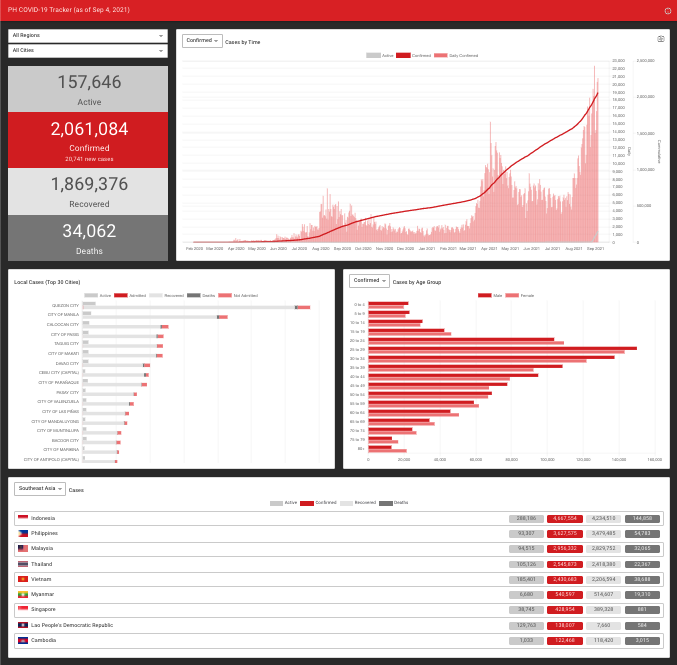 PH COVID-19 Tracker (as of Sep 4, 2021)
All Regions
All Cities
157,646
Active
2,061,084
Confirmed
20,741 new cases
1,869,376
Recovered
34,062
Deaths
Confirmed
Cases by Time
Active Confirmed Daily Confirmed
23,000
22,000
21,000
20,000
19,000
18,000
17,000
16,000
15,000
14,000
13,000
12,000
11,000
10,000
9,000
8,000
7,000
6,000
5,000
4,000
3,000
2,000
1,000
0
Daily
2,500,000
2,000,000
1,500,000
1,000,000
500,000
0
Cumulative
Feb 2020 Mar 2020 Apr 2020 May 2020 Jun 2020 Jul 2020 Aug 2020 Sep 2020 Oct 2020 Nov 2020 Dec 2020 Jan 2021 Feb 2021 Mar 2021 Apr 2021 May 2021 Jun 2021 Jul 2021 Aug 2021 Sep 2021
Local Cases (Top 30 Cities)
Active Admitted Recovered Deaths Not Admitted
QUEZON CITY
CITY OF MANILA
CALOOCAN CITY
CITY OF PASIG
TAGUIG CITY
CITY OF MAKATI
DAVAO CITY
CEBU CITY (CAPITAL)
CITY OF PARAÑAQUE
PASAY CITY
CITY OF VALENZUELA
CITY OF LAS PIÑAS
CITY OF MANDALUYONG
CITY OF MUNTINLUPA
BACOOR CITY
CITY OF MARIKINA
CITY OF ANTIPOLO (CAPITAL)
Confirmed
Cases by Age Group
Male Female
0 to 4
5 to 9
10 to 14
15 to 19
20 to 24
25 to 29
30 to 34
35 to 39
40 to 44
45 to 49
50 to 54
55 to 59
60 to 64
65 to 69
70 to 74
75 to 79
80+
0 20,000 40,000 60,000 80,000 100,000 120,000 140,000 160,000
Southeast Asia
Cases
Active Confirmed Recovered Deaths
Indonesia 288,186 4,667,554 4,234,510 144,858
Philippines 93,307 3,627,575 3,479,485 54,783
Malaysia 94,515 2,956,332 2,829,752 32,065
Thailand 105,126 2,545,873 2,418,380 22,367
Vietnam 185,401 2,430,683 2,206,594 38,688
Myanmar 6,680 540,597 514,607 19,310
Singapore 38,745 428,954 389,328 881
Lao People's Democratic Republic 129,763 138,007 7,660 584
Cambodia 1,033 122,468 118,420 3,015